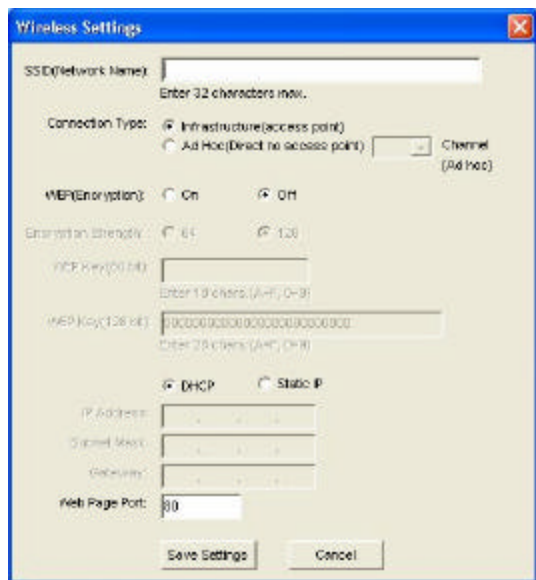 Wireless Settings
SSID(Network Name):
Enter 32 characters max.
Connection Type: Infrastructure(access point)
Ad Hoc(Direct no access point) Channel
(Ad hoc)
WEP(Encryption): On Off
Encryption Strength: 64 128
WEP Key(
Enter 10 chars.(A-F, 0-9)
WEP Key(128 bit):
Enter 26 chars.(A-F, 0-9)
DHCP Static IP
IP Address:
Subnet Mask:
Gateway:
Web Page Port: 80
Save Settings Cancel